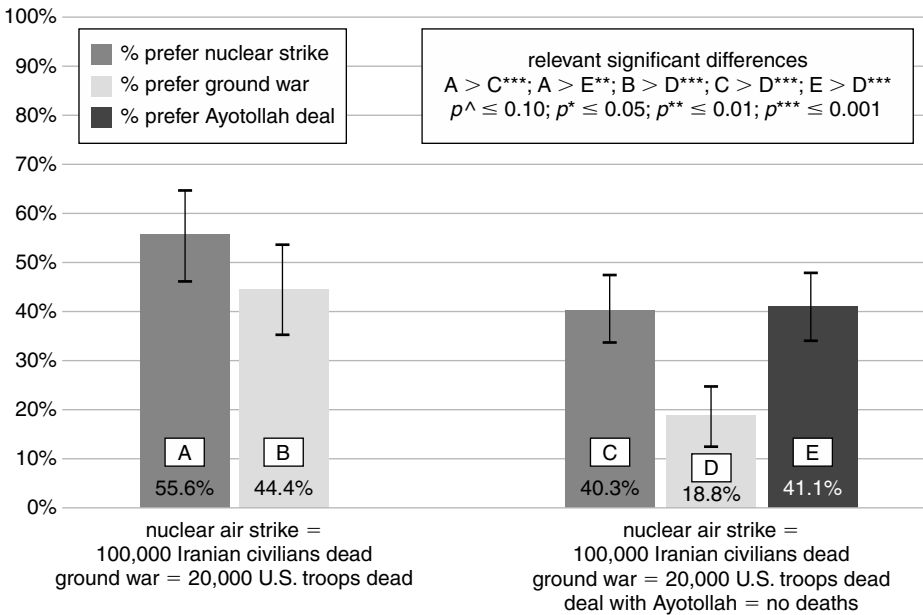 100%
90%
80%
70%
60%
50%
40%
30%
20%
10%
0%
% prefer nuclear strike
% prefer ground war
% prefer Ayotollah deal
relevant significant differences
A > C***; A > E**; B > D***; C > D***; E > D***
p^ ≤ 0.10; p* ≤ 0.05; p** ≤ 0.01; p*** ≤ 0.001
A
55.6%
B
44.4%
C
40.3%
D
18.8%
E
41.1%
nuclear air strike =
100,000 Iranian civilians dead
ground war = 20,000 U.S. troops dead
nuclear air strike =
100,000 Iranian civilians dead
ground war = 20,000 U.S. troops dead
deal with Ayotollah = no deaths